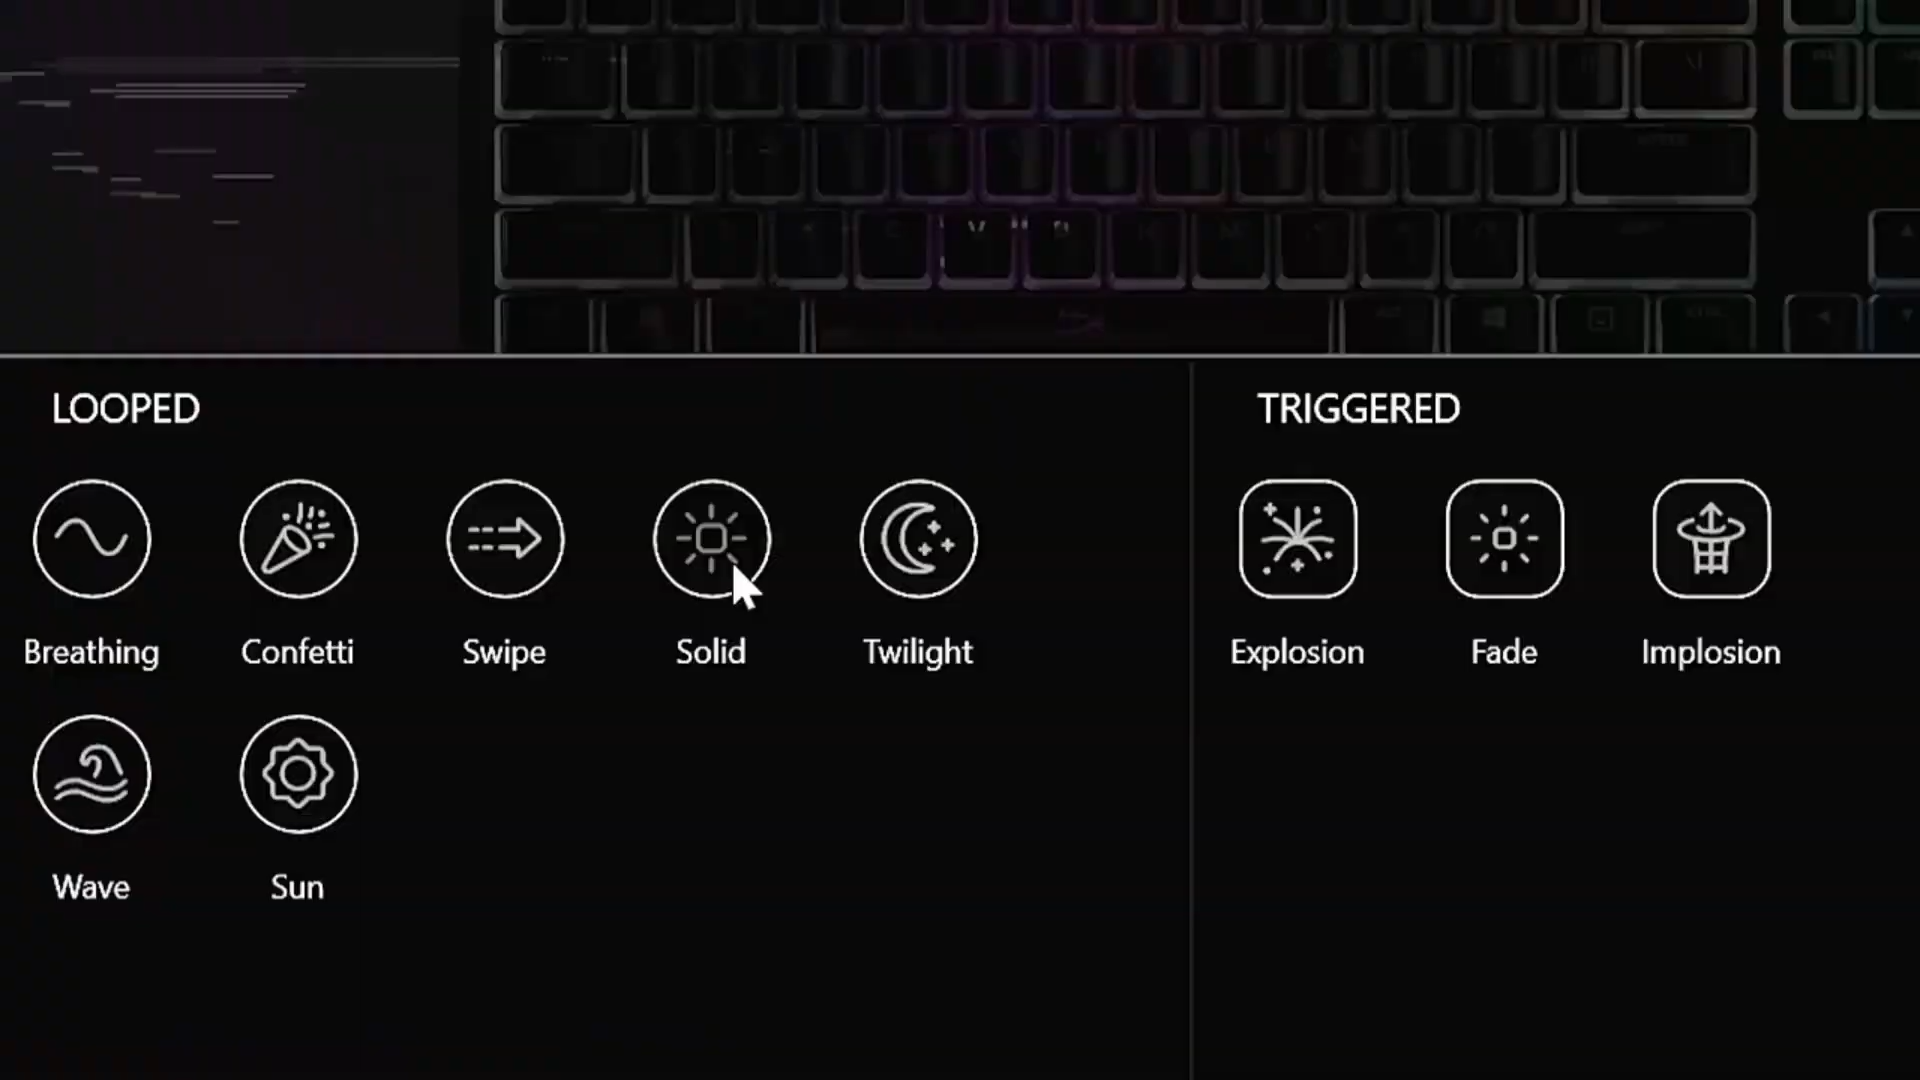 LOOPED
TRIGGERED
Breathing
Confetti
Swipe
Solid
Twilight
Explosion
Fade
Implosion
Wave
Sun